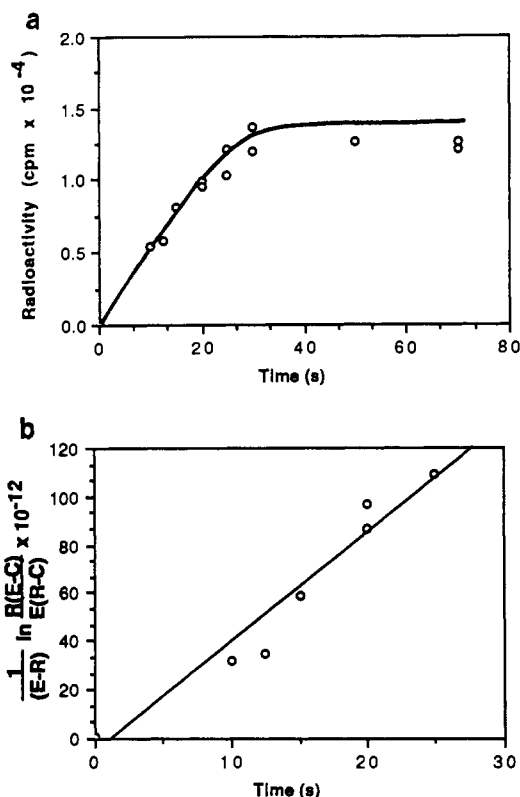 a
Radioactivity (cpm x 10⁻⁴)
2.0
1.5
1.0
0.5
0.0
0 20 40 60 80
Time (s)
b
1/(E-R) ln R(E-C)/E(R-C) x 10⁻¹²
120
100
80
60
40
20
0
0 10 20 30
Time (s)